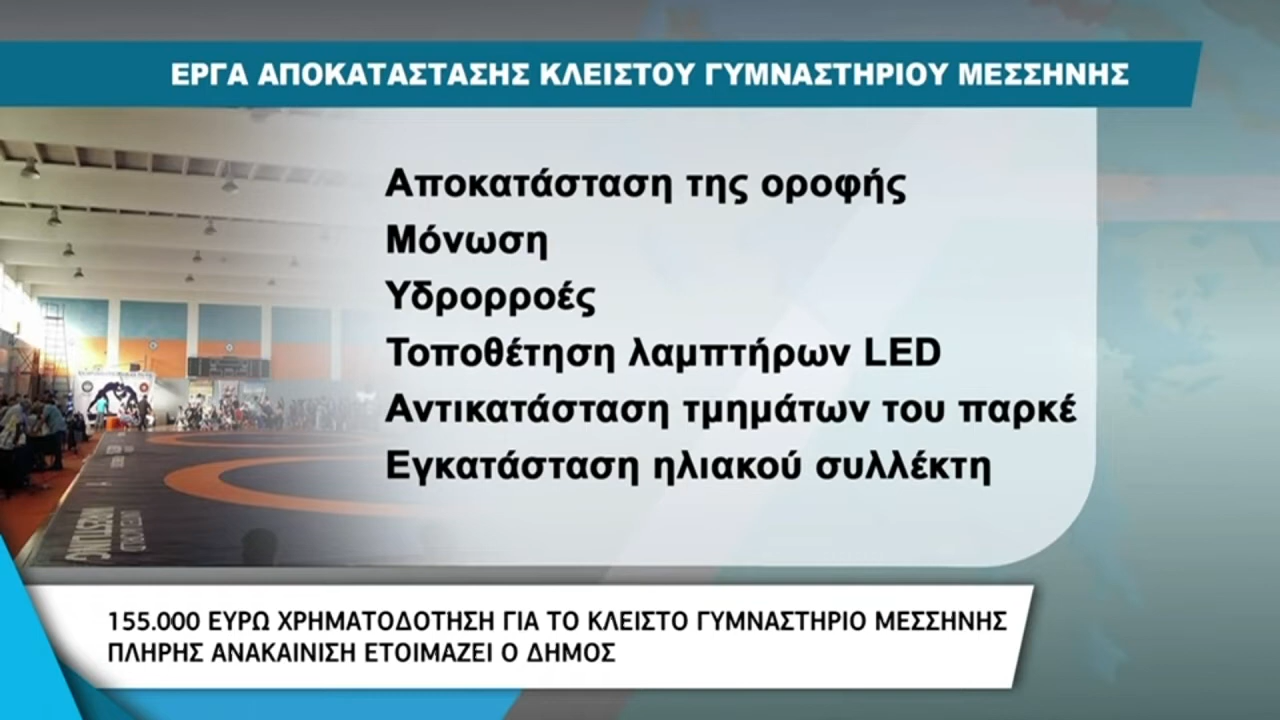 ΕΡΓΑ ΑΠΟΚΑΤΑΣΤΑΣΗΣ ΚΛΕΙΣΤΟΥ ΓΥΜΝΑΣΤΗΡΙΟΥ ΜΕΣΣΗΝΗΣ
Αποκατάσταση της οροφής
Μόνωση
Υδρορροές
Τοποθέτηση λαμπτήρων LED
Αντικατάσταση τμημάτων του παρκέ
Εγκατάσταση ηλιακού συλλέκτη
WRESTLING
155.000 ΕΥΡΩ ΧΡΗΜΑΤΟΔΟΤΗΣΗ ΓΙΑ ΤΟ ΚΛΕΙΣΤΟ ΓΥΜΝΑΣΤΗΡΙΟ ΜΕΣΣΗΝΗΣ
ΠΛΗΡΗΣ ΑΝΑΚΑΙΝΙΣΗ ΕΤΟΙΜΑΖΕΙ Ο ΔΗΜΟΣ